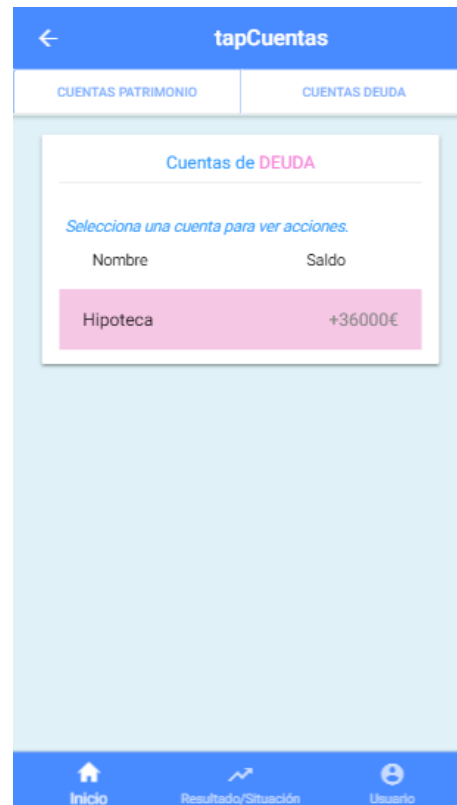 tapCuentas
CUENTAS PATRIMONIO CUENTAS DEUDA
Cuentas de DEUDA
Selecciona una cuenta para ver acciones.
Nombre Saldo
Hipoteca +36000€
Inicio Resultado/Situación Usuario